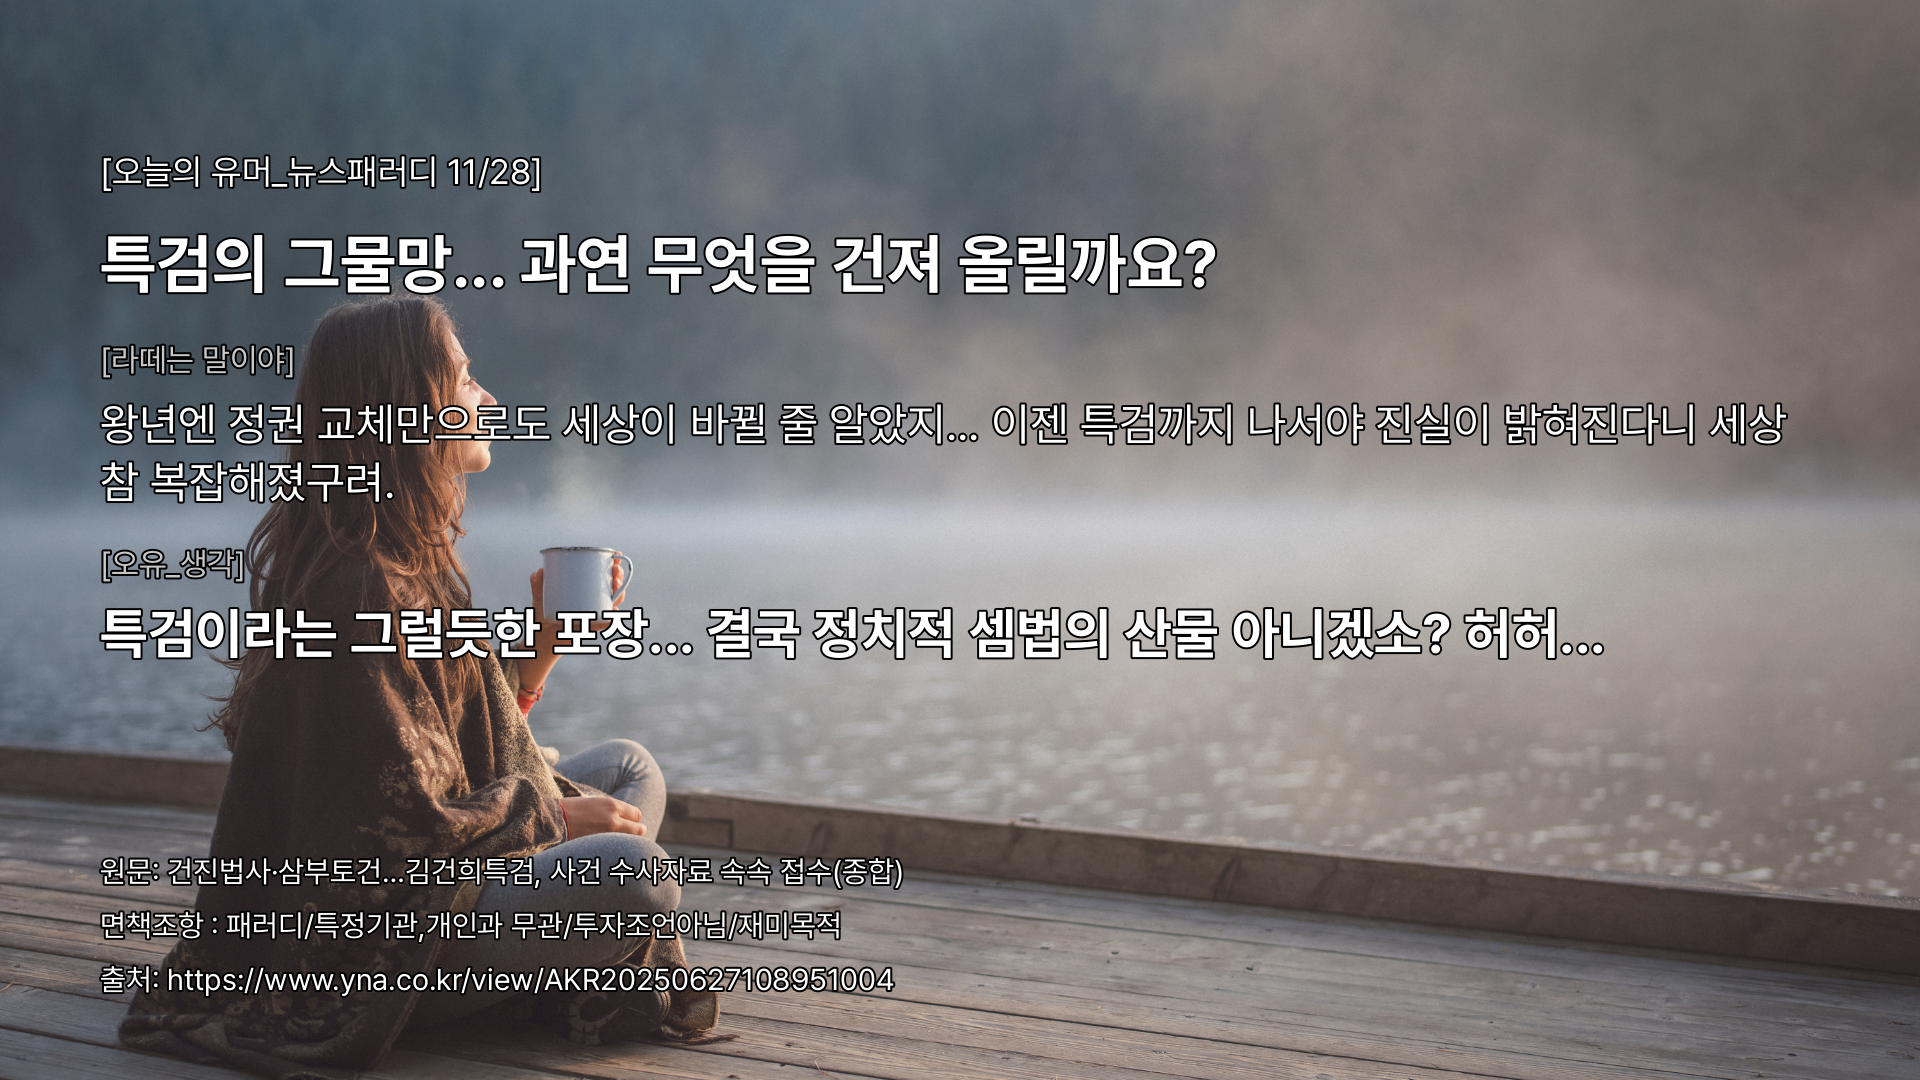 [오늘의 유머_뉴스패러디 11/28]
특검의 그물망... 과연 무엇을 건져 올릴까요?
[라떼는 말이야]
왕년엔 정권 교체만으로도 세상이 바뀔 줄 알았지... 이젠 특검까지 나서야 진실이 밝혀진다니 세상
참 복잡해졌구려.
[오유_생각]
특검이라는 그럴듯한 포장... 결국 정치적 셈법의 산물 아니겠소? 허허...
원문: 건진법사·삼부토건...김건희특검, 사건 수사자료 속속 접수(종합)
면책조항 : 패러디/특정기관,개인과 무관/투자조언아님/재미목적
출처: https://www.yna.co.kr/view/AKR20250627108951004